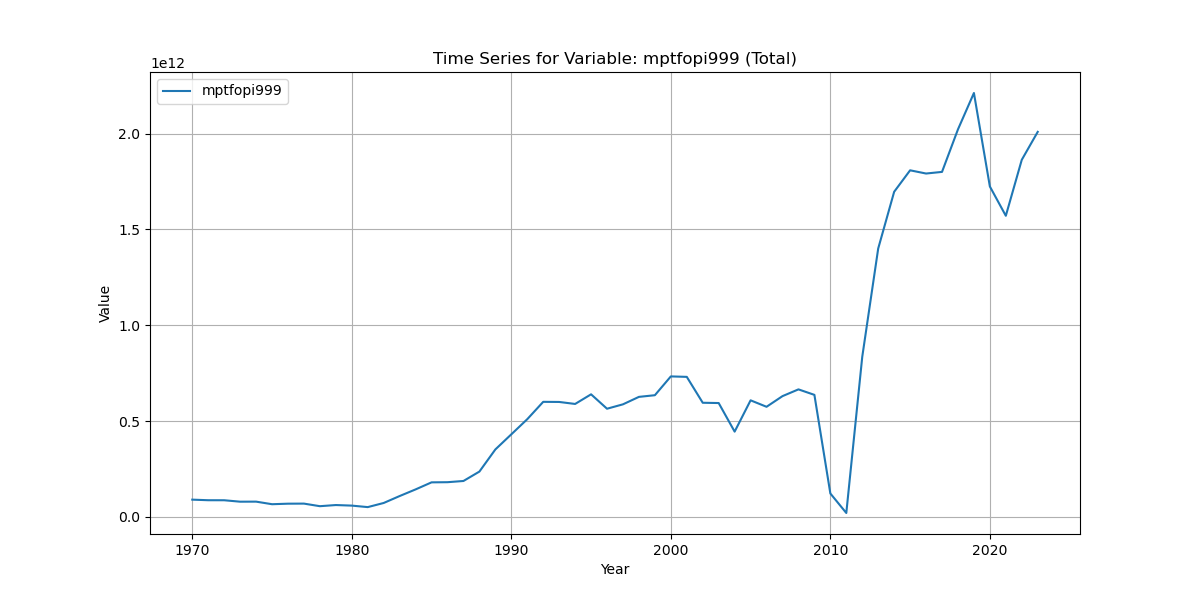 Time Series for Variable: mptfopi999 (Total)
1e12
mptfopi999
2.0
1.5
1.0
0.5
0.0
Value
1970 1980 1990 2000 2010 2020
Year